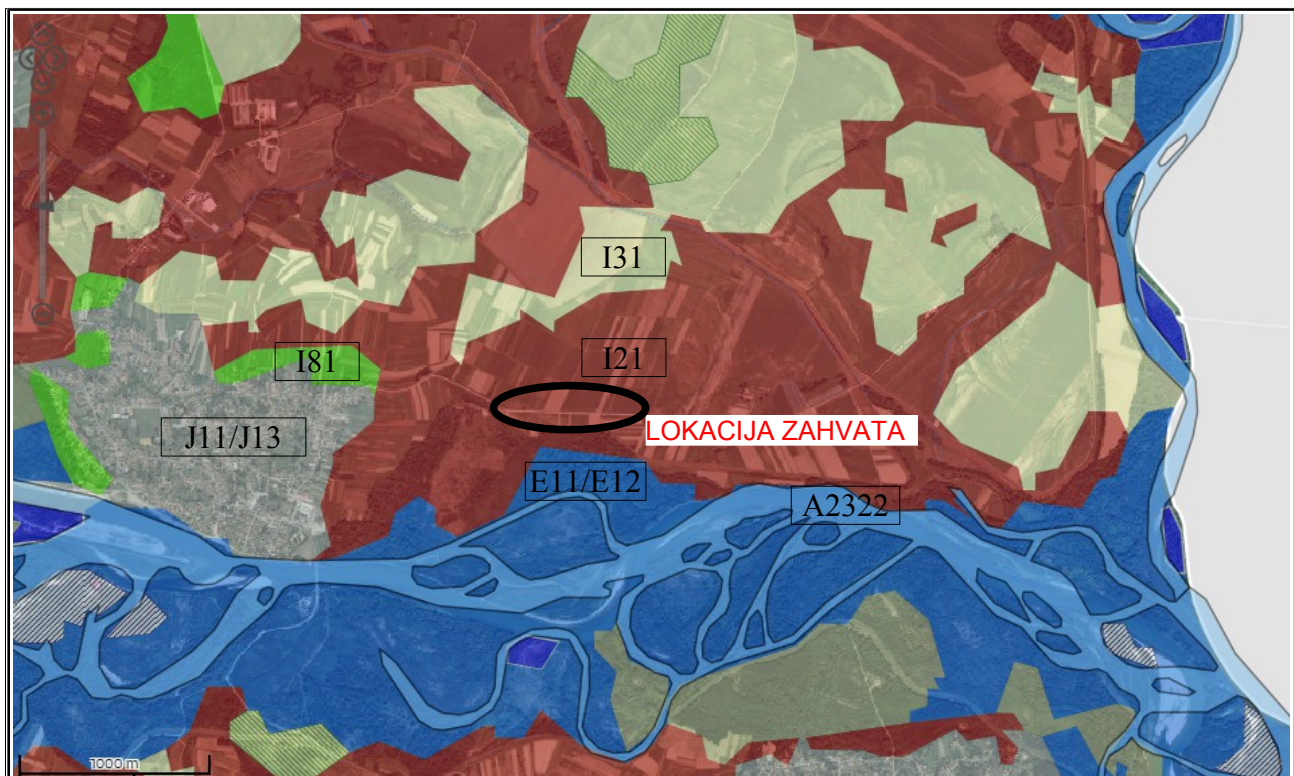 I31
I81
I21
J11/J13
LOKACIJA ZAHVATA
E11/E12
A2322
1000 m